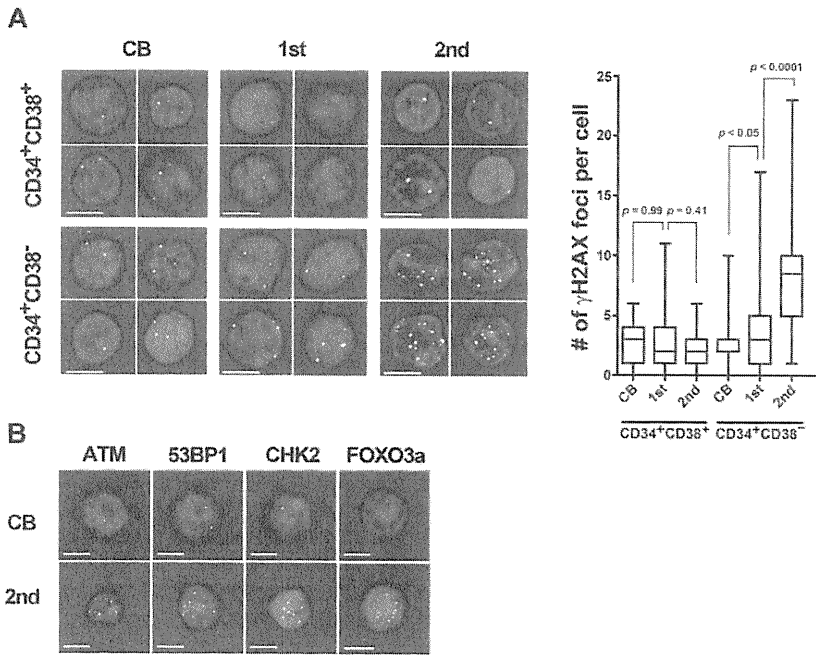 A
CB 1st 2nd
CD34+CD38+
CD34+CD38-
# of γH2AX foci per cell
25
20
15
10
5
0
p < 0.0001
p < 0.05
p = 0.99
p = 0.41
CB 1st 2nd CB 1st 2nd
CD34+CD38+ CD34+CD38-
B
ATM 53BP1 CHK2 FOXO3a
CB
2nd